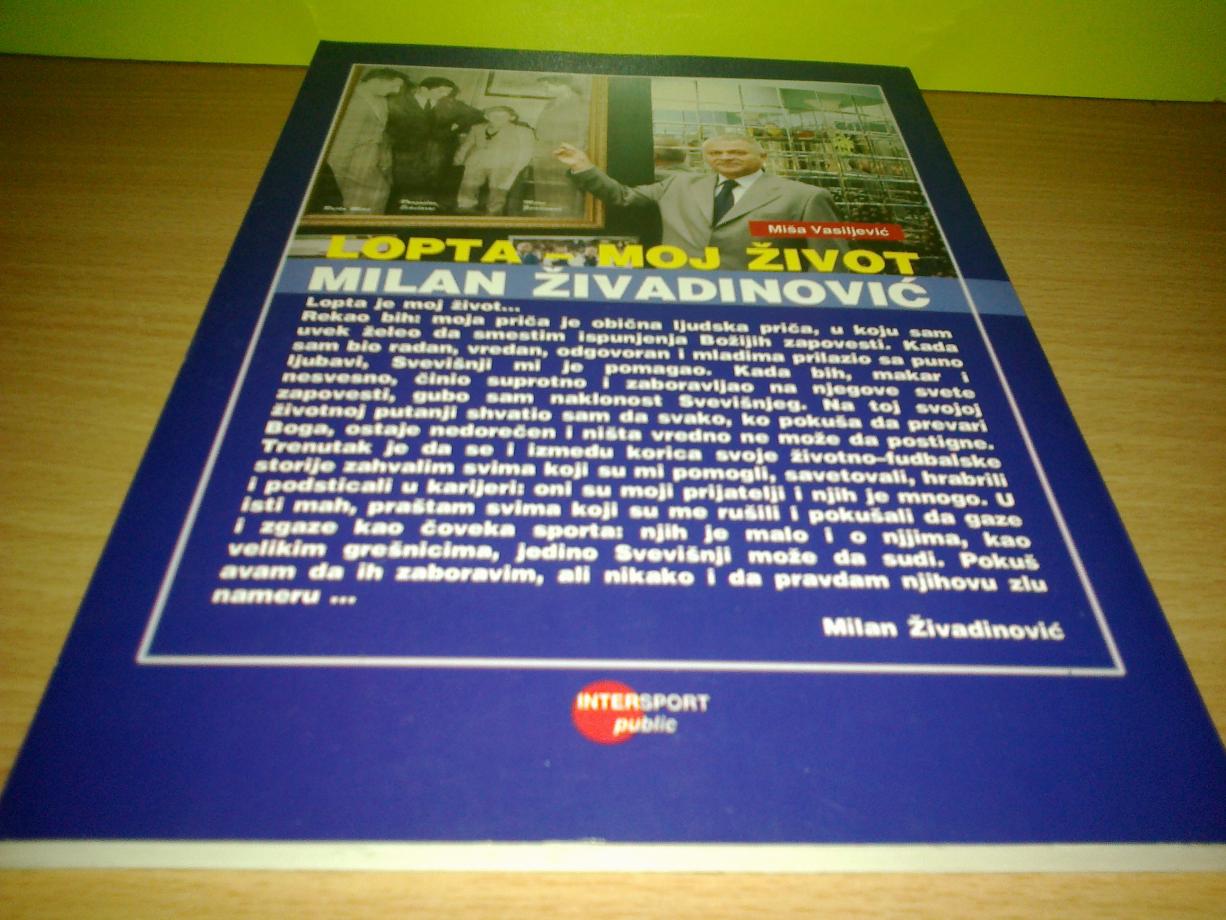 Miša Vasiljević
LOPTA – MOJ ŽIVOT
MILAN ŽIVADINOVIĆ
Lopta je moj život...
Rekao bih: moja priča je obična ljudska priča, u koju sam
uvek želeo da smestim ispunjenja Božijih zapovesti. Kada
sam bio radan, vredan, odgovoran i mladima prilazio sa puno
ljubavi, Svevišnji mi je pomagao. Kada bih, makar i
nesvesno, činio suprotno i zaboravljao na njegove svete
zapovesti, gubo sam naklonost Svevišnjeg. Na toj svojoj
životnoj putanji shvatio sam da svako, ko pokuša da prevari
Boga, ostaje nedorečen i ništa vredno ne može da postigne.
Trenutak je da se i između korica svoje životno-fudbalske
storije zahvalim svima koji su mi pomogli, savetovali, hrabrili
i podsticali u karijeri: oni su moji prijatelji i njih je mnogo. U
isti mah, praštam svima koji su me rušili i pokušali da gaze
i zgaze kao čoveka sporta: njih je malo i o njjima, kao
velikim grešnicima, jedino Svevišnji može da sudi. Pokuš
avam da ih zaboravim, ali nikako i da pravdam njihovu zlu
nameru ...
Milan Živadinović
INTERSPORT
public